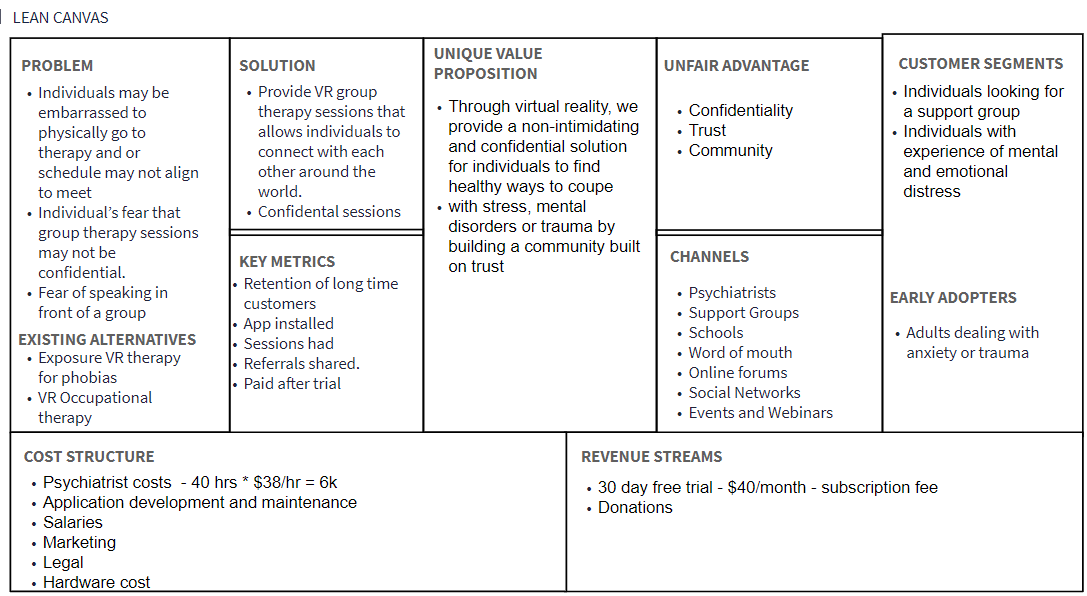 LEAN CANVAS
PROBLEM
• Individuals may be
embarrassed to
physically go to
therapy and or
schedule may not align
to meet
• Individual's fear that
group therapy sessions
may not be
confidential.
• Fear of speaking in
front of a group
EXISTING ALTERNATIVES
• Exposure VR therapy
for phobias
• VR Occupational
therapy
SOLUTION
• Provide VR group
therapy sessions that
allows individuals to
connect with each
other around the
world.
• Confidental sessions
KEY METRICS
• Retention of long time
customers
• App installed
• Sessions had
• Referrals shared.
• Paid after trial
UNIQUE VALUE
PROPOSITION
• Through virtual reality, we
provide a non-intimidating
and confidential solution
for individuals to find
healthy ways to coupe
• with stress, mental
disorders or trauma by
building a community built
on trust
UNFAIR ADVANTAGE
• Confidentiality
• Trust
• Community
CHANNELS
• Psychiatrists
• Support Groups
• Schools
• Word of mouth
• Online forums
• Social Networks
• Events and Webinars
CUSTOMER SEGMENTS
• Individuals looking for
a support group
• Individuals with
experience of mental
and emotional
distress
EARLY ADOPTERS
• Adults dealing with
anxiety or trauma
COST STRUCTURE
• Psychiatrist costs - 40 hrs * $38/hr = 6k
• Application development and maintenance
• Salaries
• Marketing
• Legal
• Hardware cost
REVENUE STREAMS
• 30 day free trial - $40/month - subscription fee
• Donations